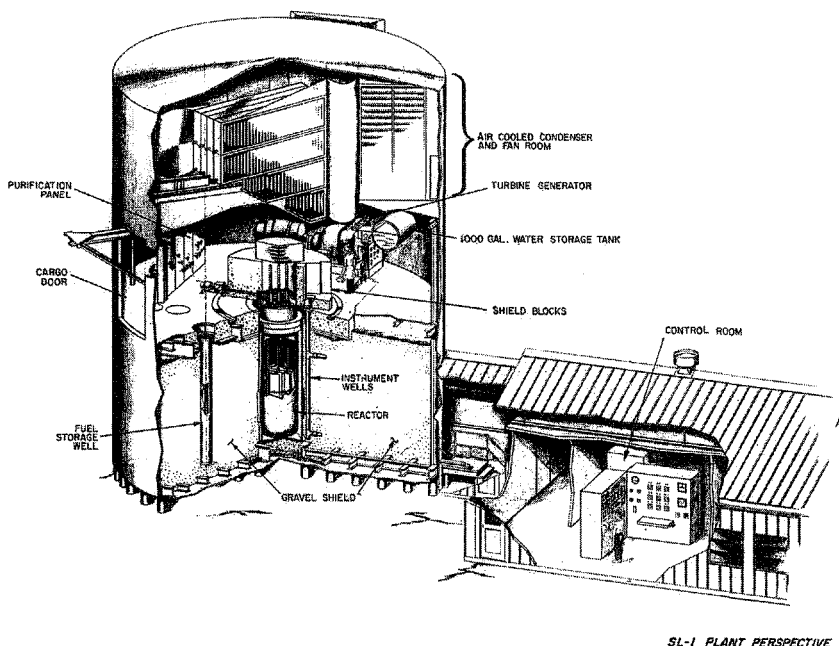 AIR COOLED CONDENSER
AND FAN ROOM
PURIFICATION
PANEL
TURBINE GENERATOR
1000 GAL. WATER STORAGE TANK
CARGO
DOOR
SHIELD BLOCKS
CONTROL ROOM
INSTRUMENT
WELLS
REACTOR
FUEL
STORAGE
WELL
GRAVEL SHIELD
SL-1 PLANT PERSPECTIVE